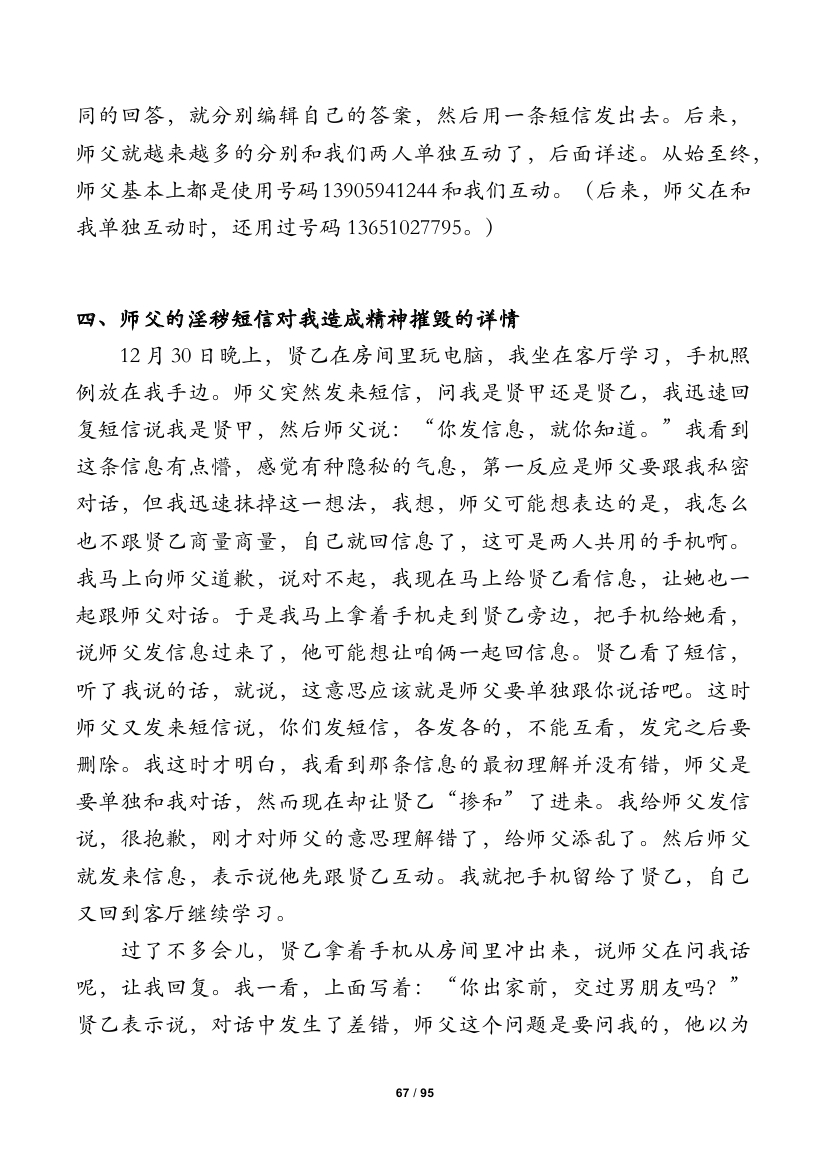 同的回答，就分别编辑自己的答案，然后用一条短信发出去。后来，
师父就越来越多的分别和我们两人单独互动了，后面详述。从始至终，
师父基本上都是使用号码 13905941244 和我们互动。（后来，师父在和
我单独互动时，还用过号码 13651027795。）
四、师父的淫秽短信对我造成精神摧毁的详情
12 月 30 日晚上，贤乙在房间里玩电脑，我坐在客厅学习，手机照
例放在我手边。师父突然发来短信，问我是贤甲还是贤乙，我迅速回
复短信说我是贤甲，然后师父说：“你发信息，就你知道。”我看到
这条信息有点懵，感觉有种隐秘的气息，第一反应是师父要跟我私密
对话，但我迅速抹掉这一想法，我想，师父可能想表达的是，我怎么
也不跟贤乙商量商量，自己就回信息了，这可是两人共用的手机啊。
我马上向师父道歉，说对不起，我现在马上给贤乙看信息，让她也一
起跟师父对话。于是我马上拿着手机走到贤乙旁边，把手机给她看，
说师父发信息过来了，他可能想让咱俩一起回信息。贤乙看了短信，
听了我说的话，就说，这意思应该就是师父要单独跟你说话吧。这时
师父又发来短信说，你们发短信，各发各的，不能互看，发完之后要
删除。我这时才明白，我看到那条信息的最初理解并没有错，师父是
要单独和我对话，然而现在却让贤乙“掺和”了进来。我给师父发信
说，很抱歉，刚才对师父的意思理解错了，给师父添乱了。然后师父
就发来信息，表示说他先跟贤乙互动。我就把手机留给了贤乙，自己
又回到客厅继续学习。
过了不多会儿，贤乙拿着手机从房间里冲出来，说师父在问我话
呢，让我回复。我一看，上面写着：“你出家前，交过男朋友吗？”
贤乙表示说，对话中发生了差错，师父这个问题是要问我的，他以为
67 / 95